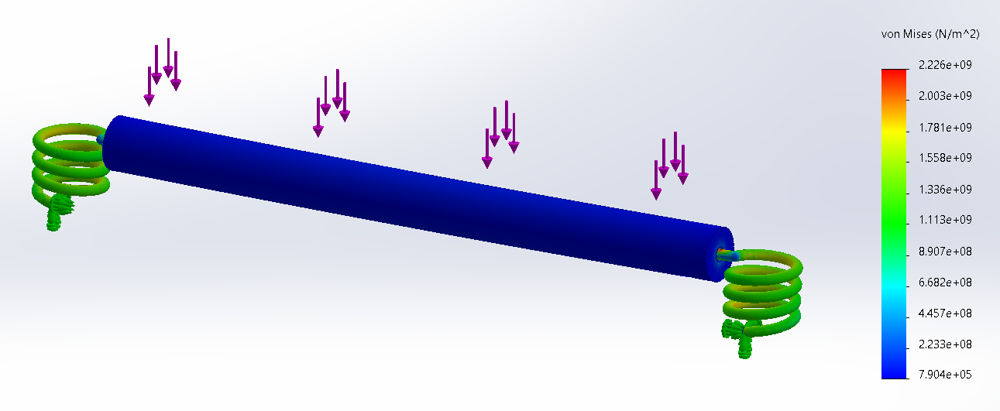 von Mises (N/m^2)
2.226e+09
2.003e+09
1.781e+09
1.558e+09
1.336e+09
1.113e+09
8.907e+08
6.682e+08
4.457e+08
2.233e+08
7.904e+05